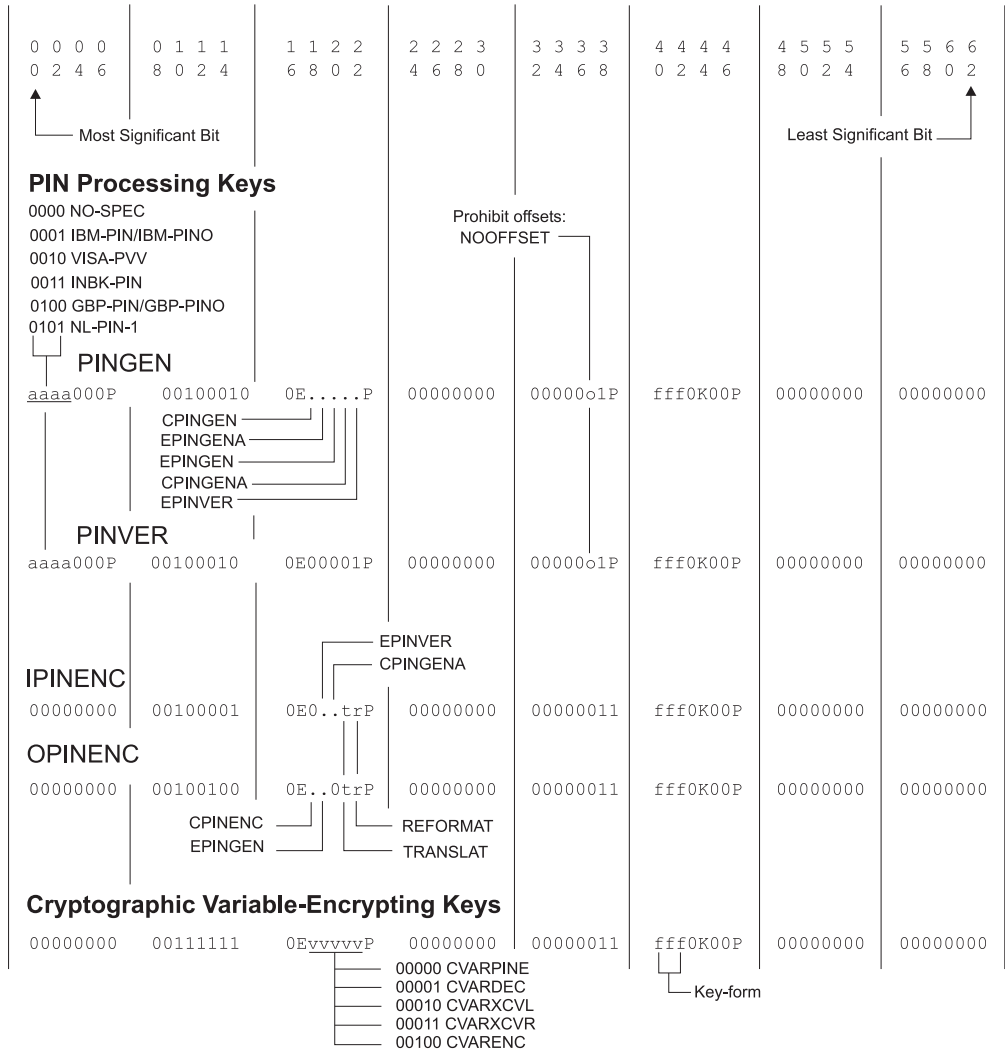 0 0 0 0 0 1 1 1 1 1 2 2 2 2 2 3 3 3 3 3 4 4 4 4 4 5 5 5 5 5 6 6
0 2 4 6 8 0 2 4 6 8 0 2 4 6 8 0 2 4 6 8 0 2 4 6 8 0 2 4 6 8 0 2
Most Significant Bit Least Significant Bit
PIN Processing Keys
0000 NO-SPEC
0001 IBM-PIN/IBM-PINO
0010 VISA-PVV
0011 INBK-PIN
0100 GBP-PIN/GBP-PINO
0101 NL-PIN-1
Prohibit offsets:
NOOFFSET
PINGEN
aaaa000P 00100010 0E.....P 00000000 00000o1P fff0K00P 00000000 00000000
CPINGEN
EPINGENA
EPINGEN
CPINGENA
EPINVER
PINVER
aaaa000P 00100010 0E00001P 00000000 00000o1P fff0K00P 00000000 00000000
EPINVER
CPINGENA
IPINENC
00000000 00100001 0E0..trP 00000000 00000011 fff0K00P 00000000 00000000
OPINENC
00000000 00100100 0E..0trP 00000000 00000011 fff0K00P 00000000 00000000
CPINENC REFORMAT
EPINGEN TRANSLAT
Cryptographic Variable-Encrypting Keys
00000000 00111111 0EvvvvvP 00000000 00000011 fff0K00P 00000000 00000000
00000 CVARPINE
00001 CVARDEC
00010 CVARXCVL
00011 CVARXCVR
00100 CVARENC
Key-form